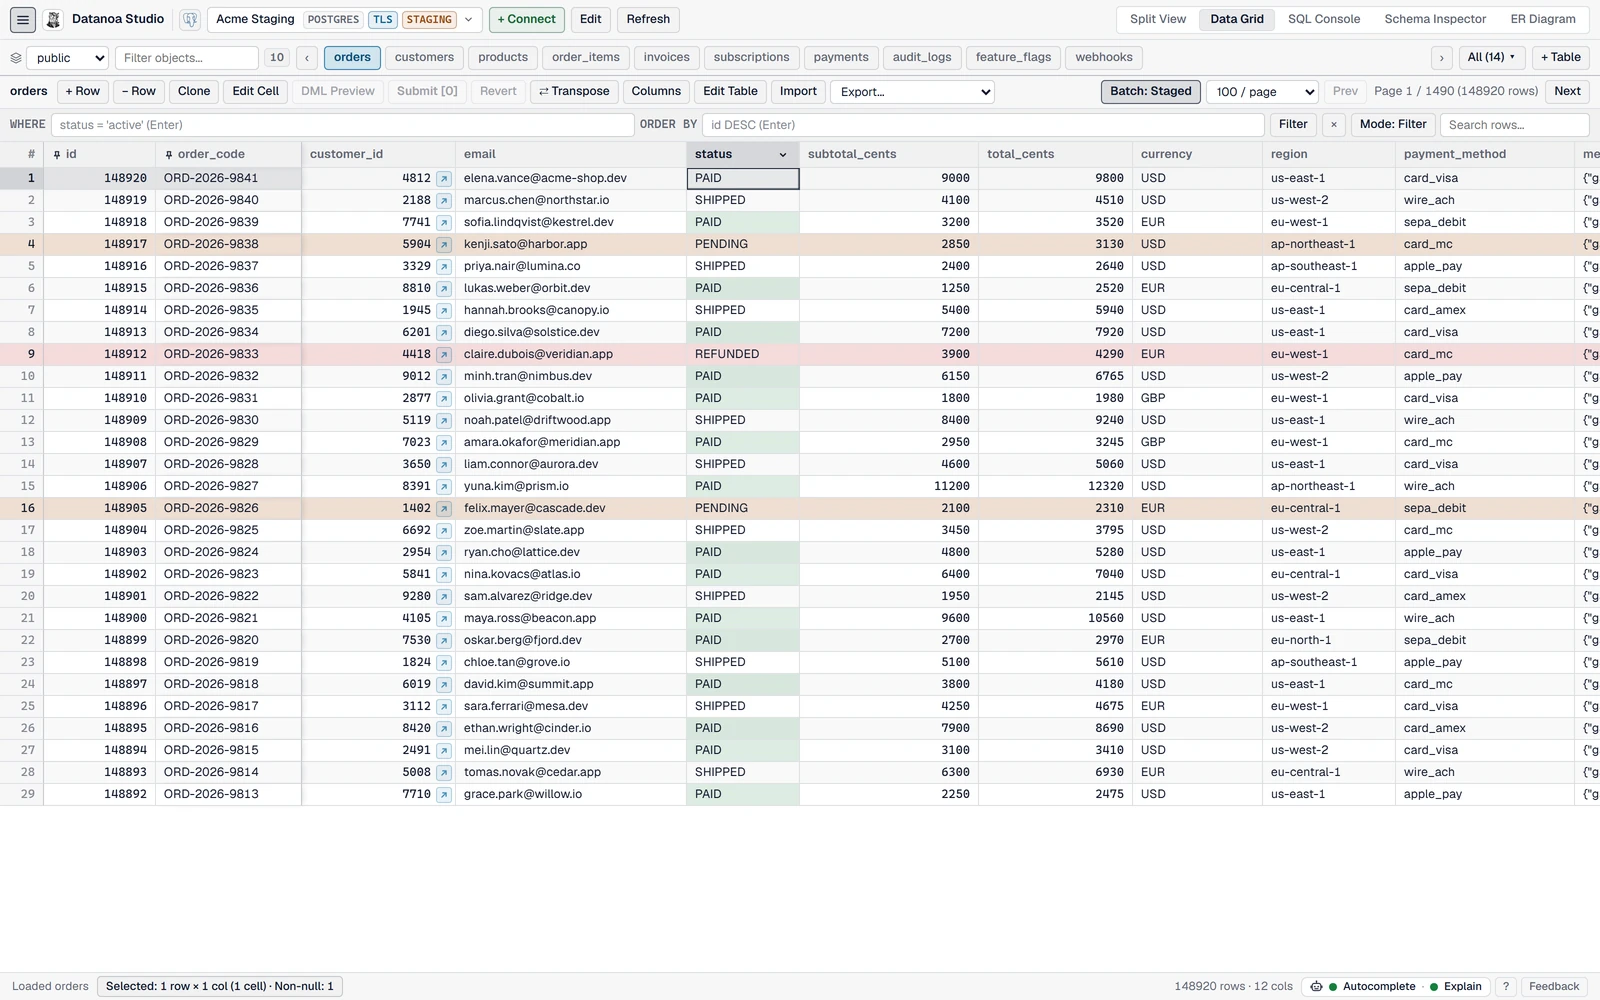 Datanoa Studio Acme Staging POSTGRES TLS STAGING + Connect Edit Refresh Split View Data Grid SQL Console Schema Inspector ER Diagram
public Filter objects... 10 ‹ orders customers products order_items invoices subscriptions payments audit_logs feature_flags webhooks › All (14) + Table
orders + Row − Row Clone Edit Cell DML Preview Submit [0] Revert ⇄ Transpose Columns Edit Table Import Export... Batch: Staged 100 / page Prev Page 1 / 1490 (148920 rows) Next
WHERE status = 'active' (Enter) ORDER BY id DESC (Enter) Filter × Mode: Filter Search rows...
# id order_code customer_id email status subtotal_cents total_cents currency region payment_method me
1 148920 ORD-2026-9841 4812 elena.vance@acme-shop.dev PAID 9000 9800 USD us-east-1 card_visa {"g
2 148919 ORD-2026-9840 2188 marcus.chen@northstar.io SHIPPED 4100 4510 USD us-west-2 wire_ach {"g
3 148918 ORD-2026-9839 7741 sofia.lindqvist@kestrel.dev PAID 3200 3520 EUR eu-west-1 sepa_debit {"g
4 148917 ORD-2026-9838 5904 kenji.sato@harbor.app PENDING 2850 3130 USD ap-northeast-1 card_mc {"g
5 148916 ORD-2026-9837 3329 priya.nair@lumina.co SHIPPED 2400 2640 USD ap-southeast-1 apple_pay {"g
6 148915 ORD-2026-9836 8810 lukas.weber@orbit.dev PAID 1250 2520 EUR eu-central-1 sepa_debit {"g
7 148914 ORD-2026-9835 1945 hannah.brooks@canopy.io SHIPPED 5400 5940 USD us-east-1 card_amex {"g
8 148913 ORD-2026-9834 6201 diego.silva@solstice.dev PAID 7200 7920 USD us-east-1 card_visa {"g
9 148912 ORD-2026-9833 4418 claire.dubois@veridian.app REFUNDED 3900 4290 EUR eu-west-1 card_mc {"g
10 148911 ORD-2026-9832 9012 minh.tran@nimbus.dev PAID 6150 6765 USD us-west-2 apple_pay {"g
11 148910 ORD-2026-9831 2877 olivia.grant@cobalt.io PAID 1800 1980 GBP eu-west-1 card_visa {"g
12 148909 ORD-2026-9830 5119 noah.patel@driftwood.app SHIPPED 8400 9240 USD us-east-1 wire_ach {"g
13 148908 ORD-2026-9829 7023 amara.okafor@meridian.app PAID 2950 3245 GBP eu-west-1 card_mc {"g
14 148907 ORD-2026-9828 3650 liam.connor@aurora.dev SHIPPED 4600 5060 USD us-east-1 card_visa {"g
15 148906 ORD-2026-9827 8391 yuna.kim@prism.io PAID 11200 12320 USD ap-northeast-1 wire_ach {"g
16 148905 ORD-2026-9826 1402 felix.mayer@cascade.dev PENDING 2100 2310 EUR eu-central-1 sepa_debit {"g
17 148904 ORD-2026-9825 6692 zoe.martin@slate.app SHIPPED 3450 3795 USD us-west-2 card_mc {"g
18 148903 ORD-2026-9824 2954 ryan.cho@lattice.dev PAID 4800 5280 USD us-east-1 apple_pay {"g
19 148902 ORD-2026-9823 5841 nina.kovacs@atlas.io PAID 6400 7040 USD eu-central-1 card_visa {"g
20 148901 ORD-2026-9822 9280 sam.alvarez@ridge.dev SHIPPED 1950 2145 USD us-west-2 card_amex {"g
21 148900 ORD-2026-9821 4105 maya.ross@beacon.app PAID 9600 10560 USD us-east-1 wire_ach {"g
22 148899 ORD-2026-9820 7530 oskar.berg@fjord.dev PAID 2700 2970 EUR eu-north-1 sepa_debit {"g
23 148898 ORD-2026-9819 1824 chloe.tan@grove.io SHIPPED 5100 5610 USD ap-southeast-1 apple_pay {"g
24 148897 ORD-2026-9818 6019 david.kim@summit.app PAID 3800 4180 USD us-east-1 card_mc {"g
25 148896 ORD-2026-9817 3112 sara.ferrari@mesa.dev SHIPPED 4250 4675 EUR eu-west-1 card_visa {"g
26 148895 ORD-2026-9816 8420 ethan.wright@cinder.io PAID 7900 8690 USD us-west-2 card_amex {"g
27 148894 ORD-2026-9815 2491 mei.lin@quartz.dev PAID 3100 3410 USD us-west-2 card_visa {"g
28 148893 ORD-2026-9814 5008 tomas.novak@cedar.app SHIPPED 6300 6930 EUR eu-central-1 wire_ach {"g
29 148892 ORD-2026-9813 7710 grace.park@willow.io PAID 2250 2475 USD us-east-1 apple_pay {"g
Loaded orders Selected: 1 row × 1 col (1 cell) · Non-null: 1 148920 rows · 12 cols Autocomplete · Explain ? Feedback